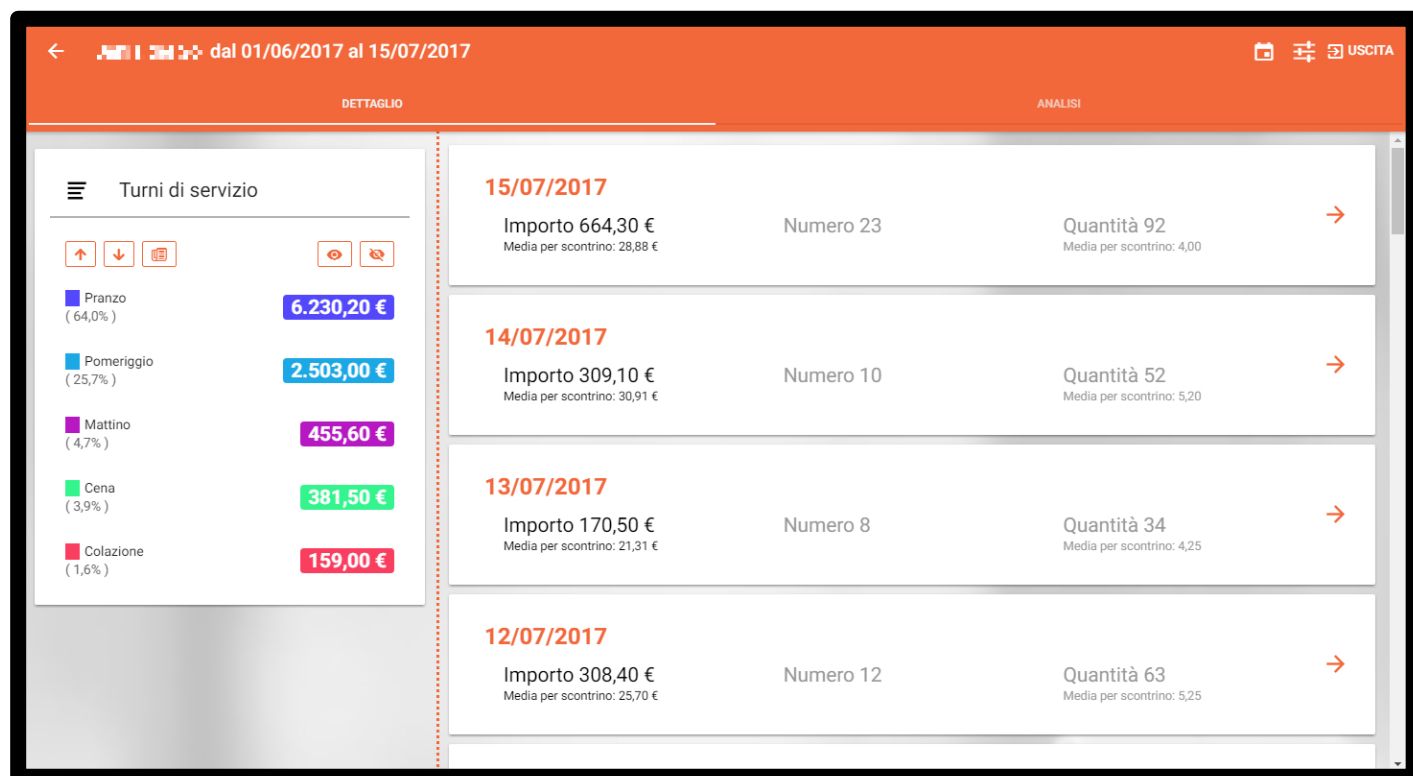 dal 01/06/2017 al 15/07/2017
USCITA
DETTAGLIO
ANALISI
Turni di servizio
Pranzo
6.230,20 €
( 64,0% )
Pomeriggio
2.503,00 €
( 25,7% )
Mattino
455,60 €
( 4,7% )
Cena
381,50 €
( 3,9% )
Colazione
159,00 €
( 1,6% )
15/07/2017
Importo 664,30 €
Media per scontrino: 28,88 €
Numero 23
Quantità 92
Media per scontrino: 4,00
14/07/2017
Importo 309,10 €
Media per scontrino: 30,91 €
Numero 10
Quantità 52
Media per scontrino: 5,20
13/07/2017
Importo 170,50 €
Media per scontrino: 21,31 €
Numero 8
Quantità 34
Media per scontrino: 4,25
12/07/2017
Importo 308,40 €
Media per scontrino: 25,70 €
Numero 12
Quantità 63
Media per scontrino: 5,25